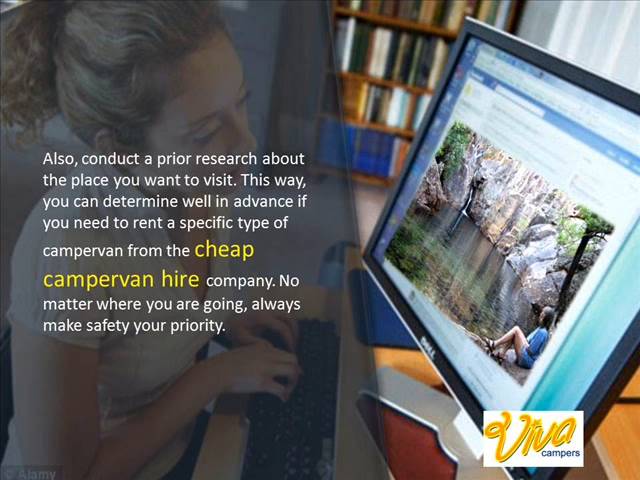 Also, conduct a prior research about
the place you want to visit. This way,
you can determine well in advance if
you need to rent a specific type of
campervan from the cheap
campervan hire company. No
matter where you are going, always
make safety your priority.
DELL
Viva
campers
© Alamy